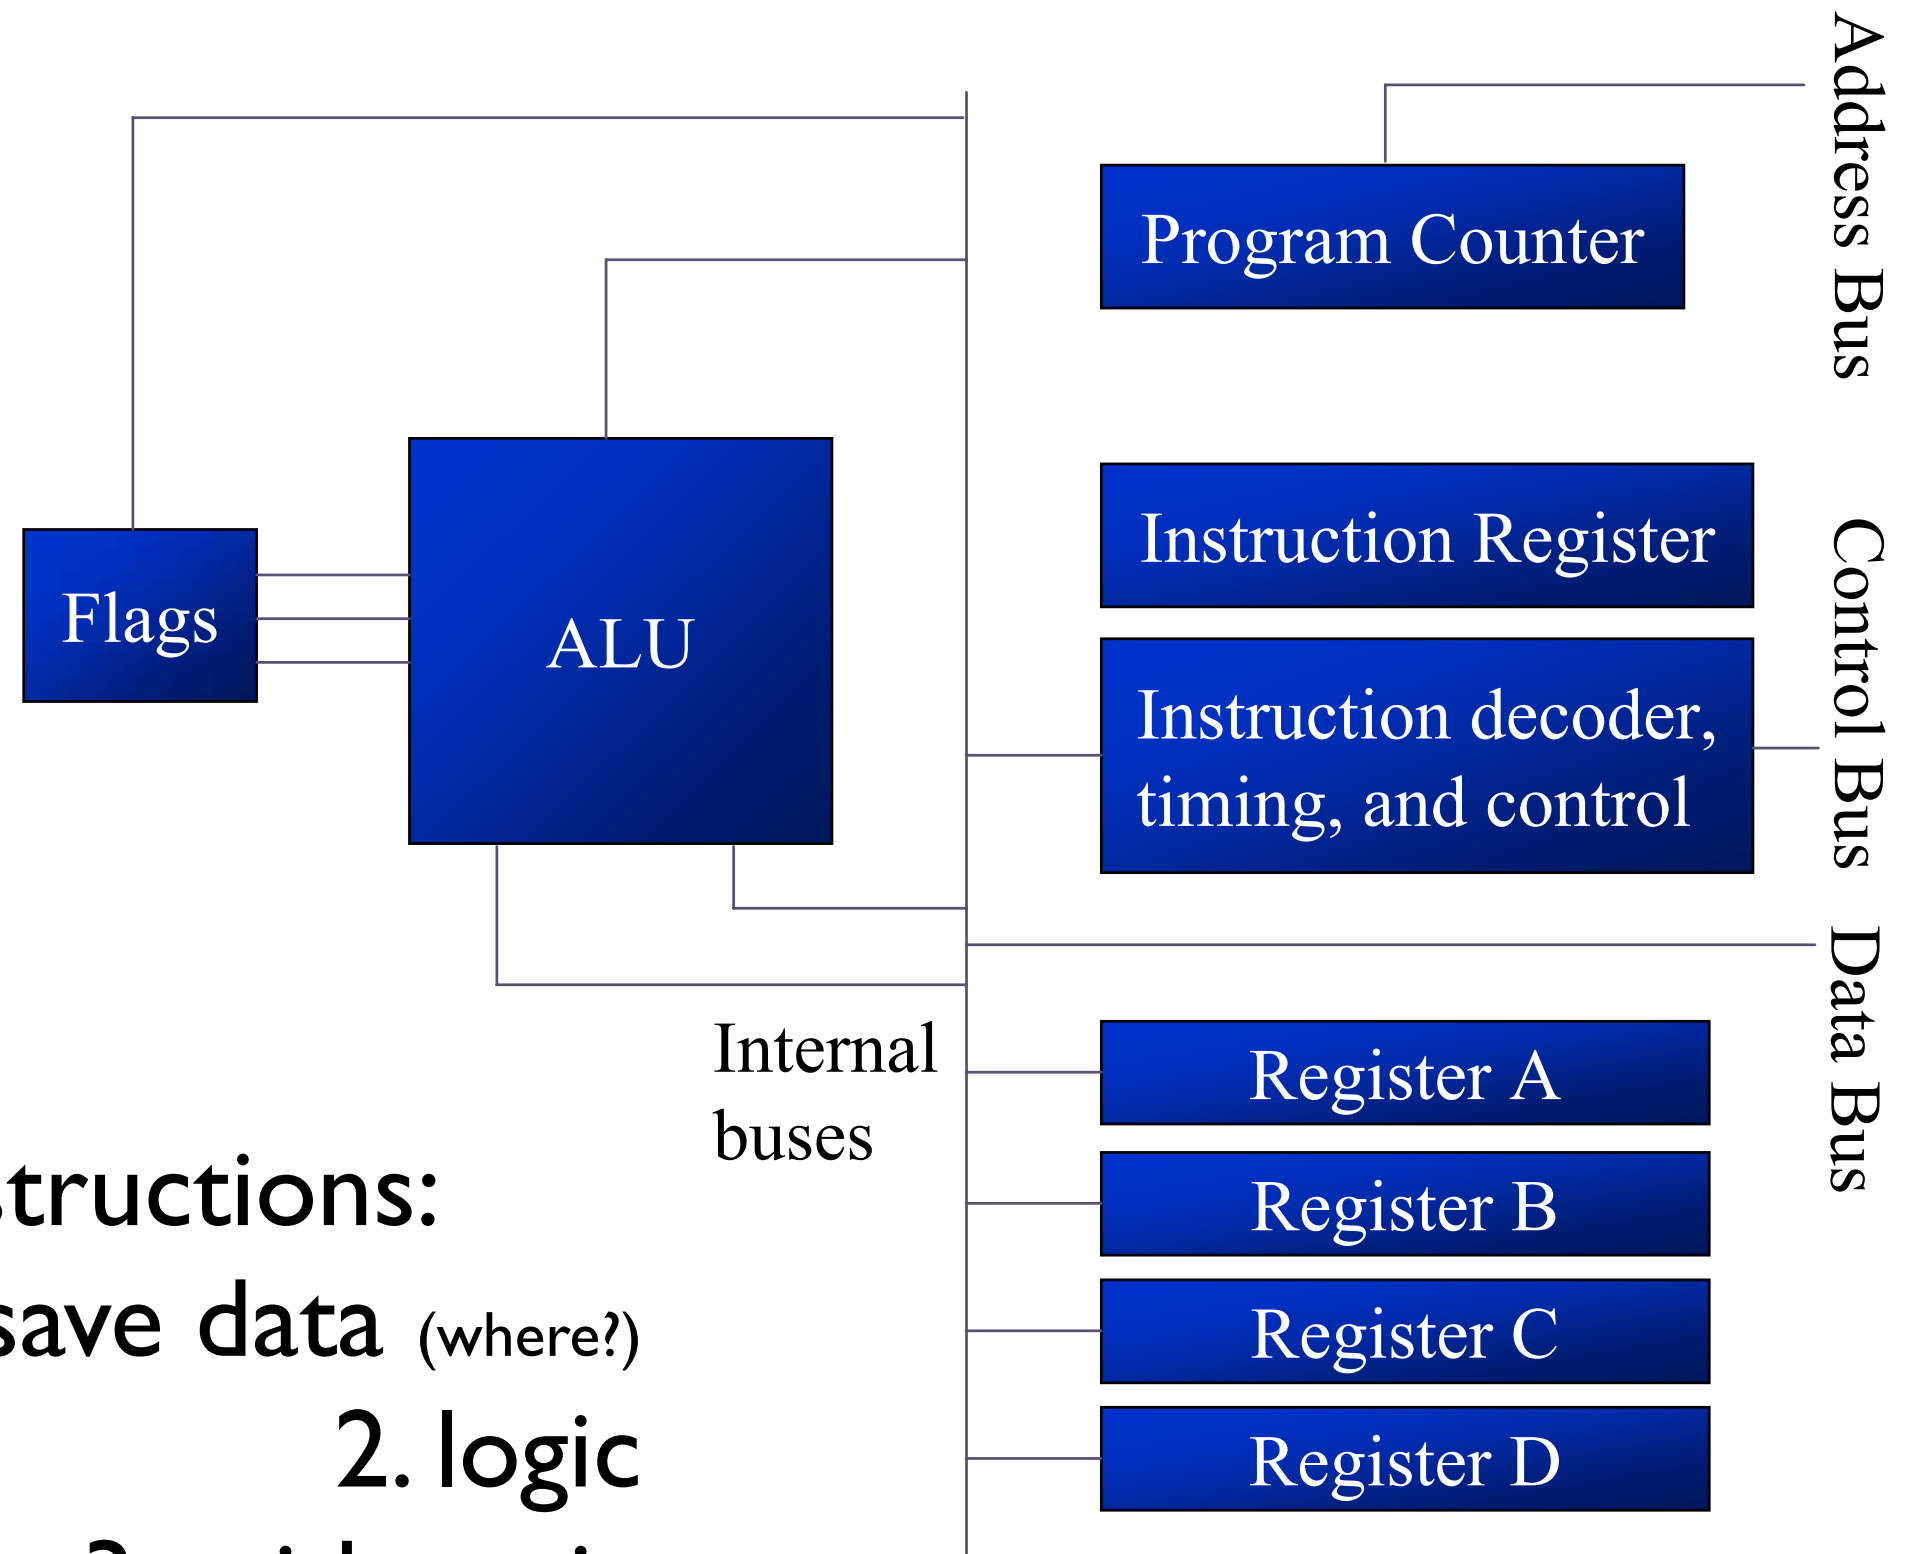 Address Bus
Program Counter
Instruction Register
Control Bus
Flags
ALU
Instruction decoder,
timing, and control
Data Bus
Internal
buses
Register A
Register B
Register C
Register D
structions:
save data (where?)
2. logic